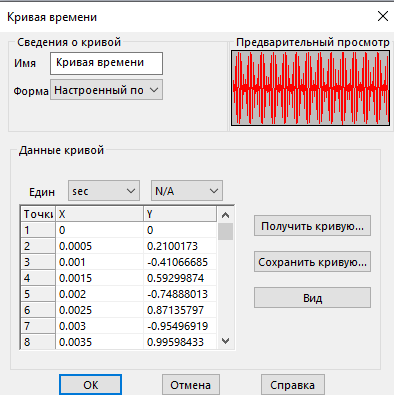 Кривая времени
Сведения о кривой
Имя Кривая времени
Форма Настроенный по
Предварительный просмотр
Данные кривой
Един sec N/A
Точки X Y
1 0 0
2 0.0005 0.2100173
3 0.001 -0.41066685
4 0.0015 0.59299874
5 0.002 -0.74888013
6 0.0025 0.87135797
7 0.003 -0.95496919
8 0.0035 0.99598433
Получить кривую...
Сохранить кривую...
Вид
OK Отмена Справка